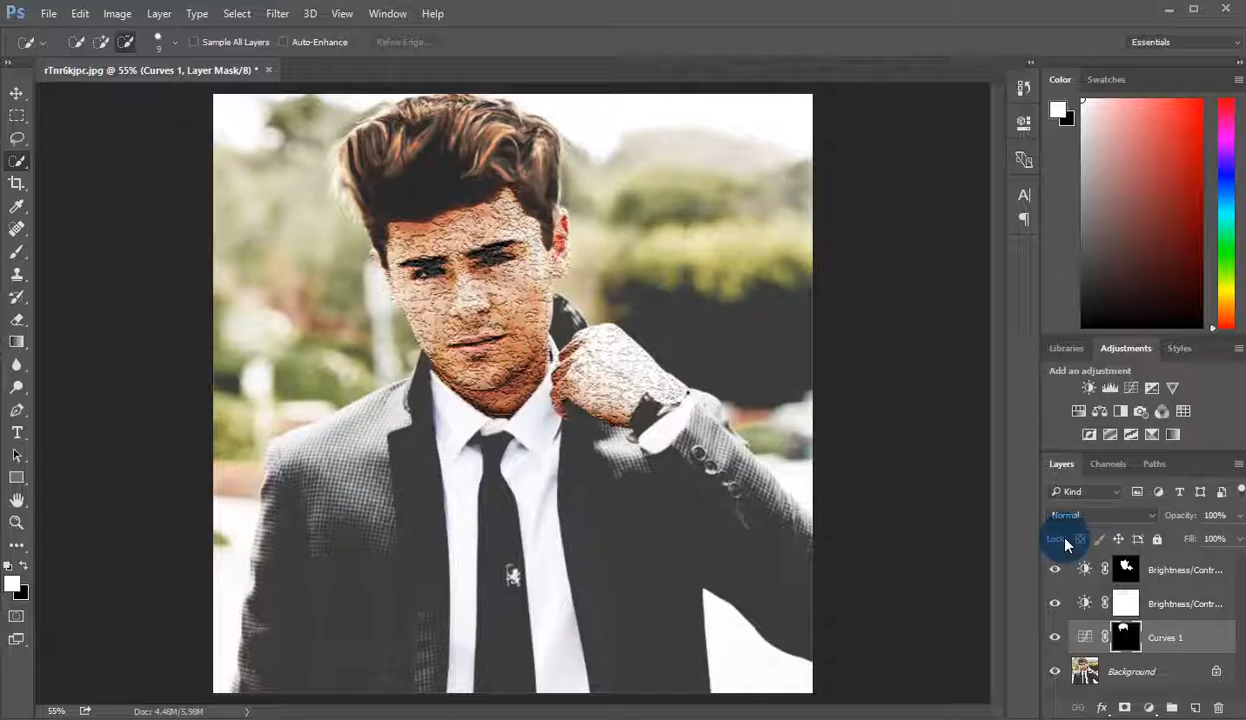 Ps File Edit Image Layer Type Select Filter 3D View Window Help
9 Sample All Layers Auto-Enhance Refine Edge... Essentials
rTnr6kjpc.jpg @ 55% (Curves 1, Layer Mask/8) *
Color Swatches
Libraries Adjustments Styles
Add an adjustment
Layers Channels Paths
Kind
Normal Opacity: 100%
Lock: Fill: 100%
Brightness/Contr...
Brightness/Contr...
Curves 1
Background
fx
55% Doc: 4.48M/5.98M